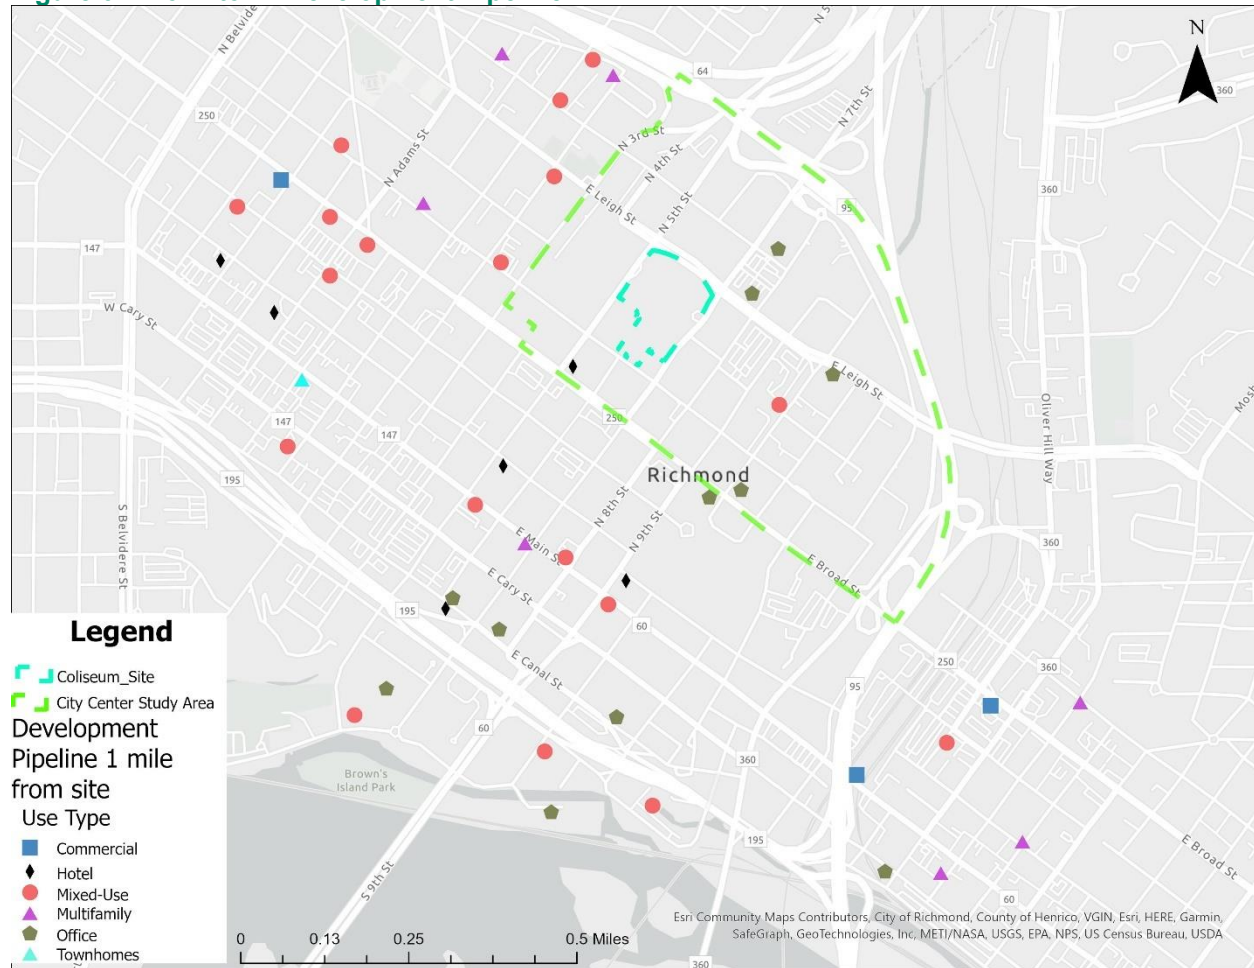 N
64
360
N Belvide
250
N 7th St
N Adams St
N 3rd St
N 4th St
E Leigh St
N 5th St
95
360
147
W Cary St
E Leigh St
Oliver Hill Way
Mosb
250
147
147
Richmond
195
S Belvidere St
N 8th St
N 9th St
E Main St
E Cary St
E Broad St
360
195
60
E Canal St
250
360
95
60
360
Brown's
Island Park
195
E Broad St
S 9th St
60
360
Legend
Coliseum_Site
City Center Study Area
Development
Pipeline 1 mile
from site
Use Type
Commercial
Hotel
Mixed-Use
Multifamily
Office
Townhomes
0 0.13 0.25 0.5 Miles
Esri Community Maps Contributors, City of Richmond, County of Henrico, VGIN, Esri, HERE, Garmin,
SafeGraph, GeoTechnologies, Inc, METI/NASA, USGS, EPA, NPS, US Census Bureau, USDA